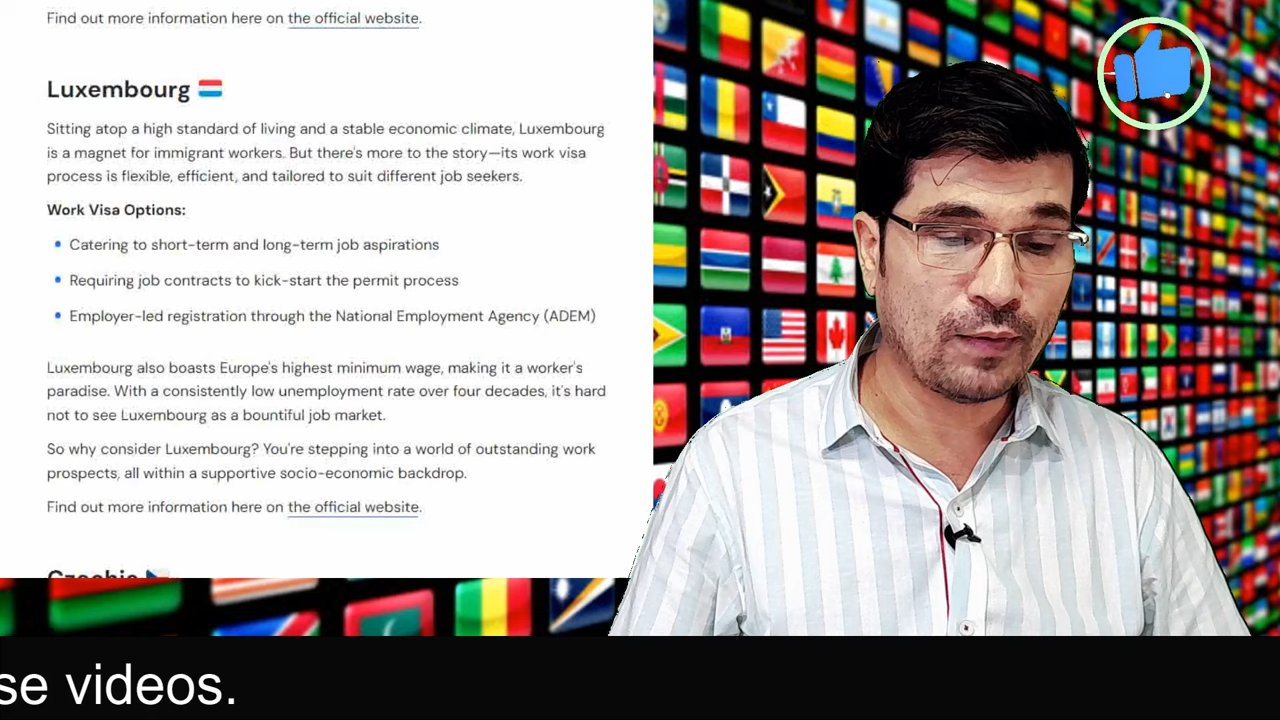 Find out more information here on the official website.
Luxembourg
Sitting atop a high standard of living and a stable economic climate, Luxembourg
is a magnet for immigrant workers. But there's more to the story—its work visa
process is flexible, efficient, and tailored to suit different job seekers.
Work Visa Options:
Catering to short-term and long-term job aspirations
Requiring job contracts to kick-start the permit process
Employer-led registration through the National Employment Agency (ADEM)
Luxembourg also boasts Europe's highest minimum wage, making it a worker's
paradise. With a consistently low unemployment rate over four decades, it's hard
not to see Luxembourg as a bountiful job market.
So why consider Luxembourg? You're stepping into a world of outstanding work
prospects, all within a supportive socio-economic backdrop.
Find out more information here on the official website.
Czechia
se videos.